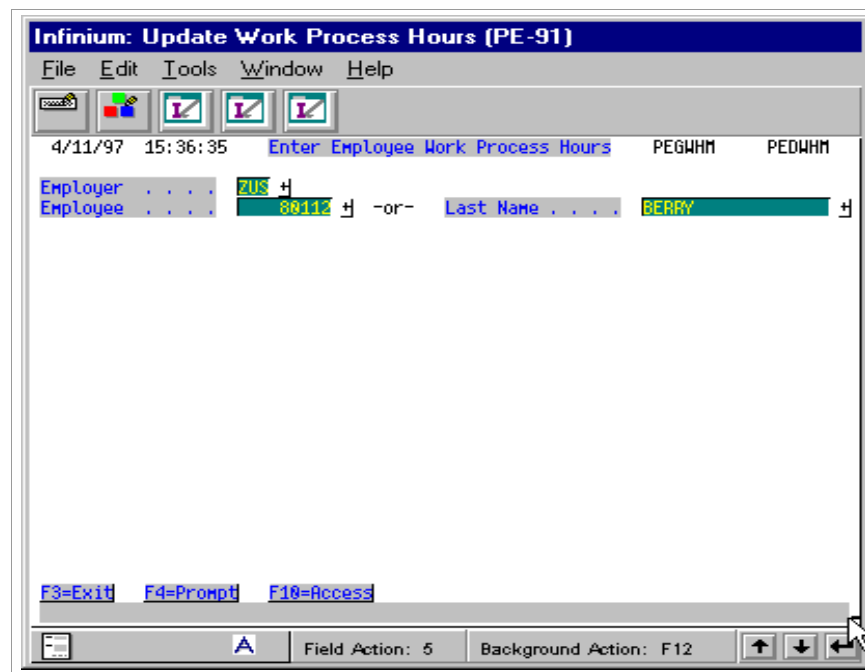 Infinium: Update Work Process Hours (PE-91)
File Edit Tools Window Help
4/11/97 15:36:35 Enter Employee Work Process Hours PEGWHM PEDWHM
Employer . . . . ZUS +
Employee . . . . 80112 + -or- Last Name . . . . BERRY +
F3=Exit F4=Prompt F10=Access
A Field Action: 5 Background Action: F12